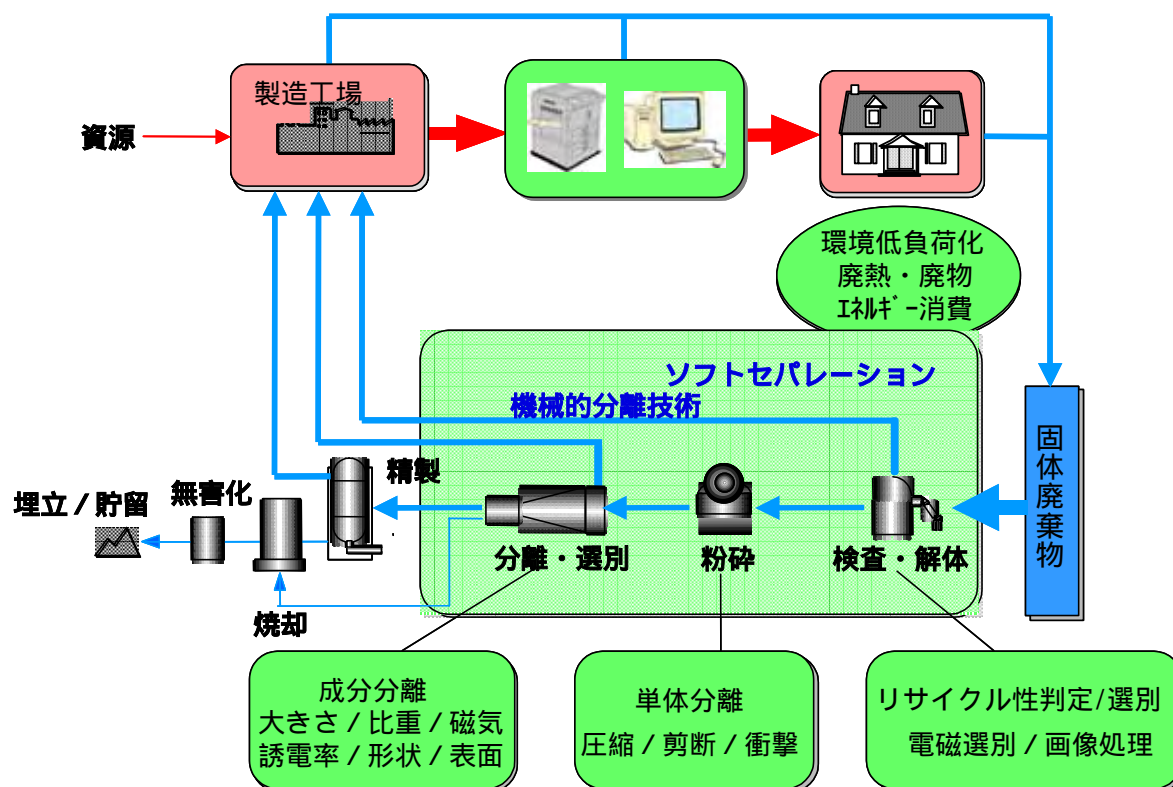 製造工場
資源
環境低負荷化
廃熱・廃物
ｴﾈﾙｷﾞｰ消費
ソフトセパレーション
機械的分離技術
固体廃棄物
精製
無害化
埋立 / 貯留
分離・選別
粉砕
検査・解体
焼却
成分分離
大きさ / 比重 / 磁気
誘電率 / 形状 / 表面
単体分離
圧縮 / 剪断 / 衝撃
リサイクル性判定/選別
電磁選別 / 画像処理